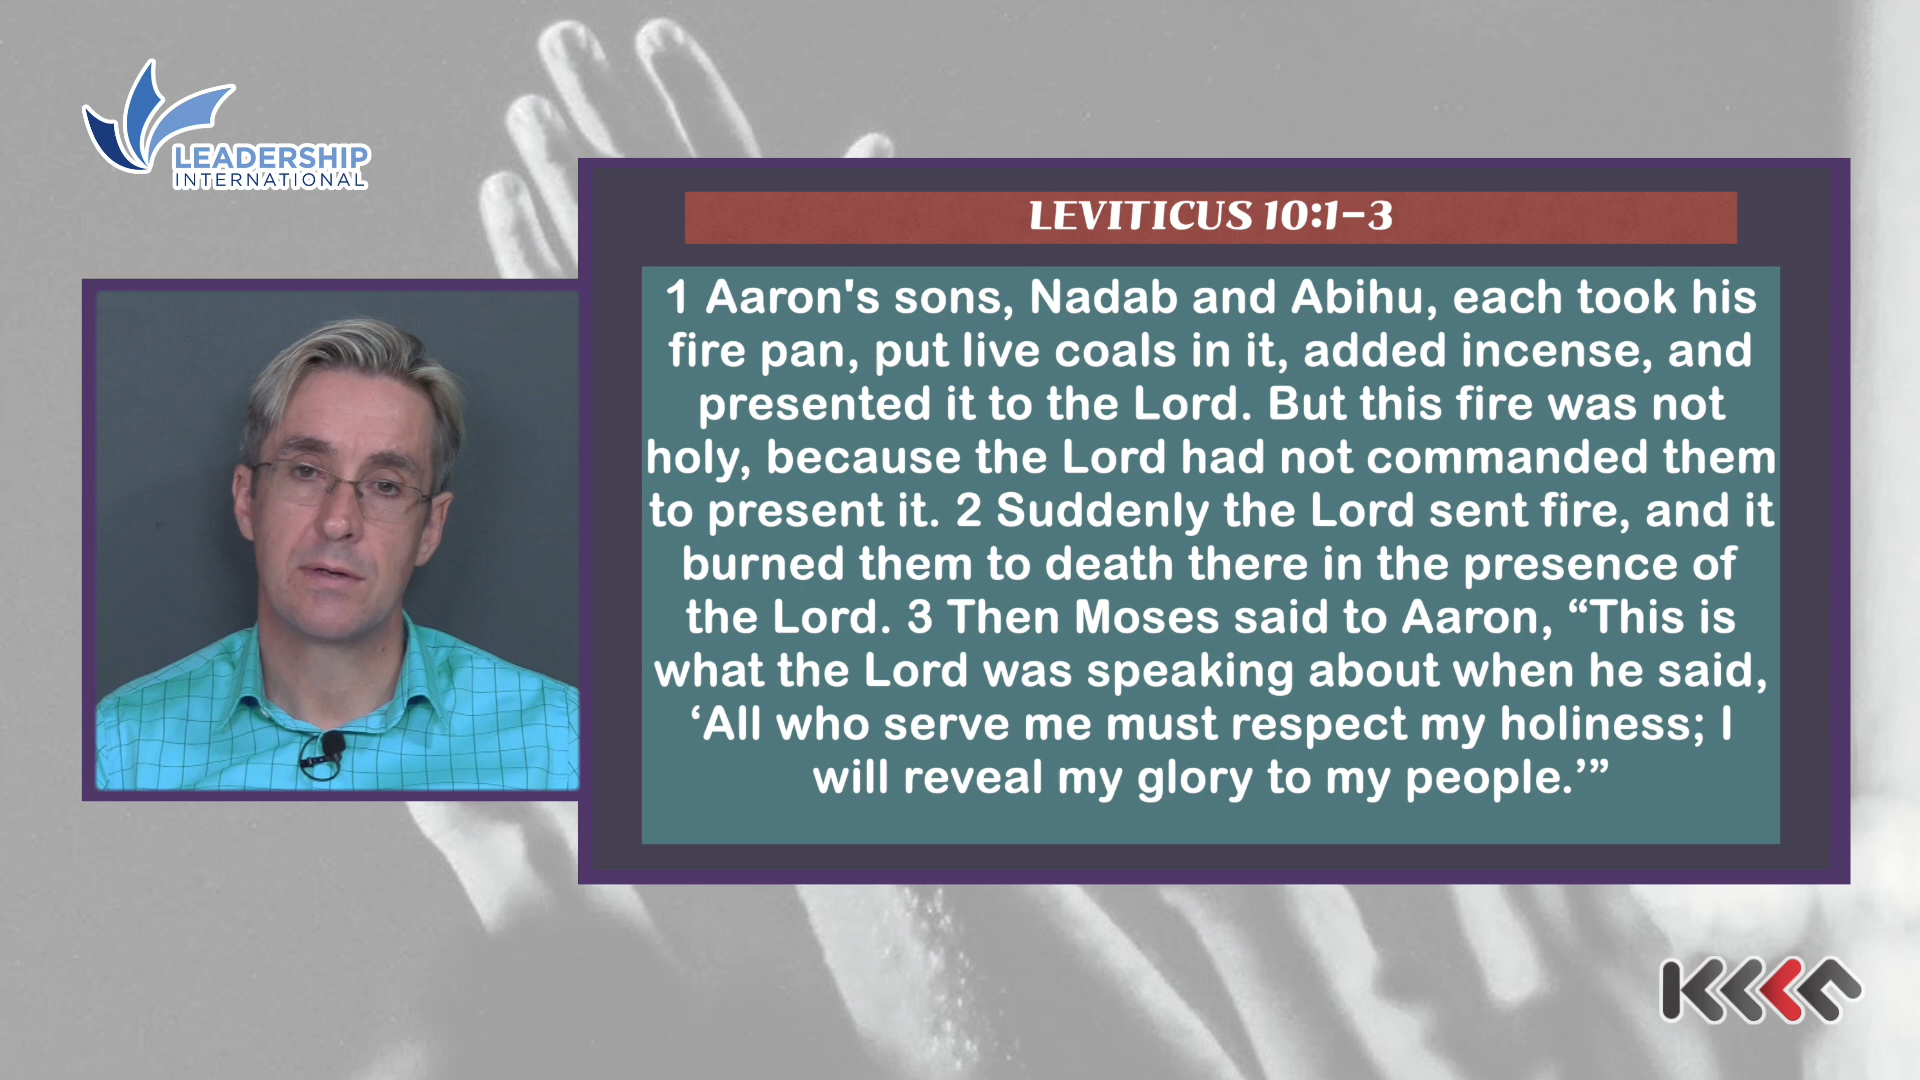 LEADERSHIP
INTERNATIONAL
LEVITICUS 10:1–3
1 Aaron's sons, Nadab and Abihu, each took his
fire pan, put live coals in it, added incense, and
presented it to the Lord. But this fire was not
holy, because the Lord had not commanded them
to present it. 2 Suddenly the Lord sent fire, and it
burned them to death there in the presence of
the Lord. 3 Then Moses said to Aaron, “This is
what the Lord was speaking about when he said,
‘All who serve me must respect my holiness; I
will reveal my glory to my people.’”